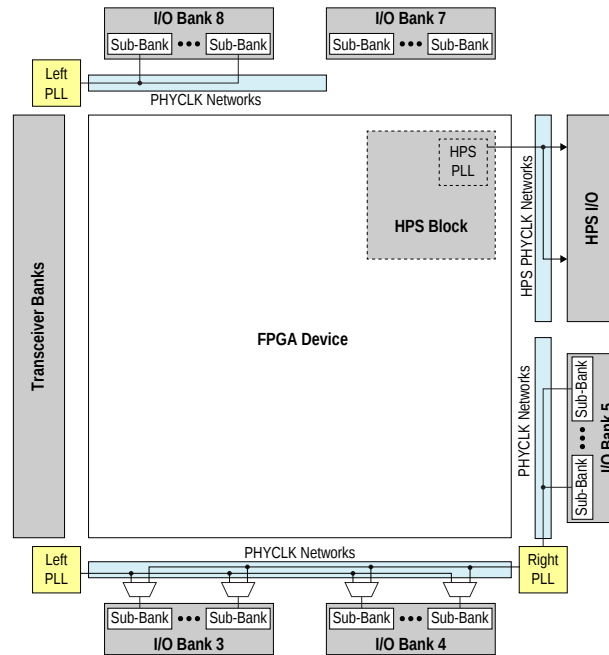 I/O Bank 8
Sub-Bank ••• Sub-Bank
I/O Bank 7
Sub-Bank ••• Sub-Bank
Left
PLL
PHYCLK Networks
Transceiver Banks
HPS
PLL
HPS Block
HPS PHYCLK Networks
HPS I/O
FPGA Device
PHYCLK Networks
Sub-Bank ••• Sub-Bank
I/O Bank 5
Left
PLL
PHYCLK Networks
Right
PLL
Sub-Bank ••• Sub-Bank
I/O Bank 3
Sub-Bank ••• Sub-Bank
I/O Bank 4